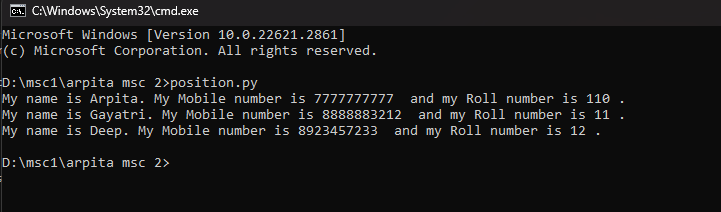 C:\Windows\System32\cmd.exe
Microsoft Windows [Version 10.0.22621.2861]
(c) Microsoft Corporation. All rights reserved.
D:\msc1\arpita msc 2>position.py
My name is Arpita. My Mobile number is 7777777777  and my Roll number is 110 .
My name is Gayatri. My Mobile number is 8888883212  and my Roll number is 11 .
My name is Deep. My Mobile number is 8923457233  and my Roll number is 12 .
D:\msc1\arpita msc 2>